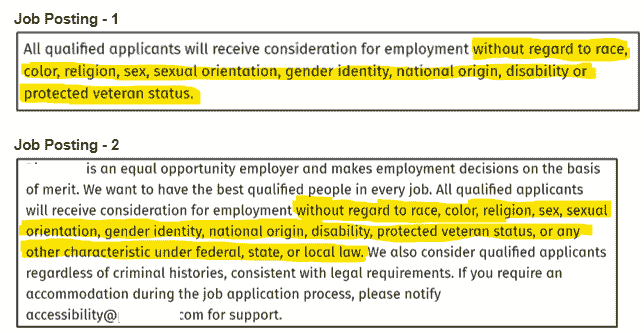 Job Posting - 1
All qualified applicants will receive consideration for employment without regard to race,
color, religion, sex, sexual orientation, gender identity, national origin, disability or
protected veteran status.
Job Posting - 2
is an equal opportunity employer and makes employment decisions on the basis
of merit. We want to have the best qualified people in every job. All qualified applicants
will receive consideration for employment without regard to race, color, religion, sex, sexual
orientation, gender identity, national origin, disability, protected veteran status, or any
other characteristic under federal, state, or local law. We also consider qualified applicants
regardless of criminal histories, consistent with legal requirements. If you require an
accommodation during the job application process, please notify
accessibility@ .com for support.